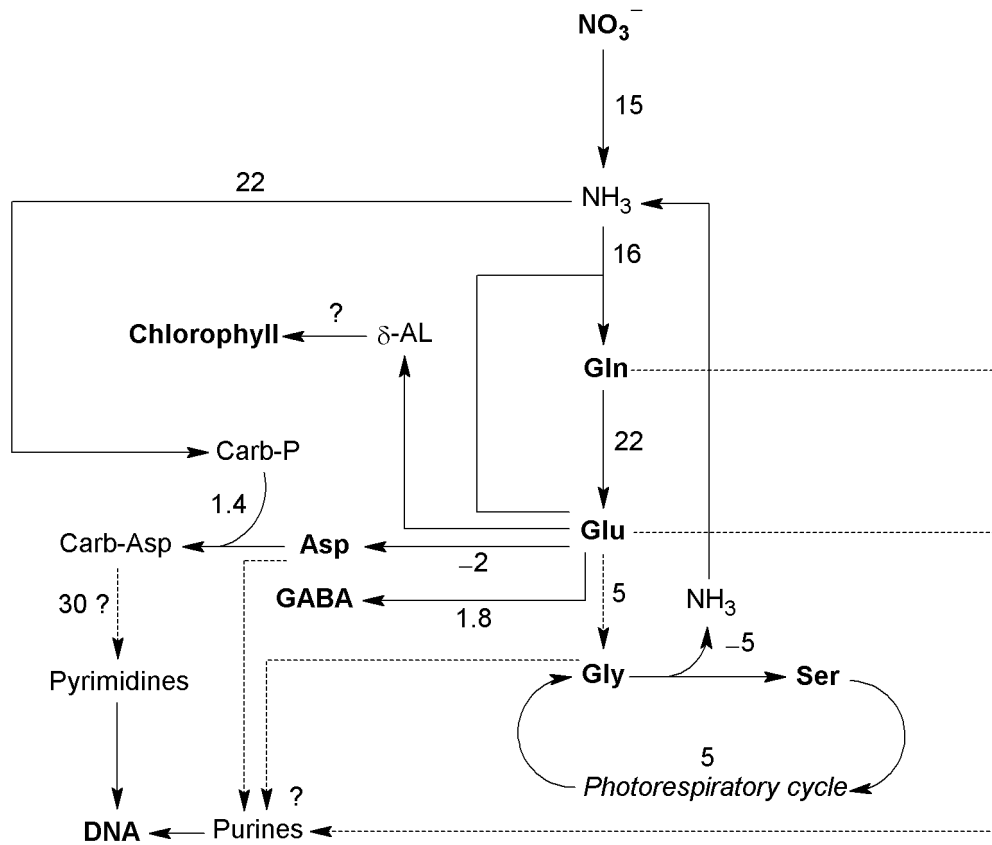 NO₃⁻
15
22
NH₃
16
?
Chlorophyll
δ-AL
Gln
22
Carb-P
1.4
Glu
Carb-Asp
Asp
–2
GABA
5
30 ?
1.8
NH₃
–5
Pyrimidines
Gly
Ser
5
Photorespiratory cycle
?
DNA
Purines